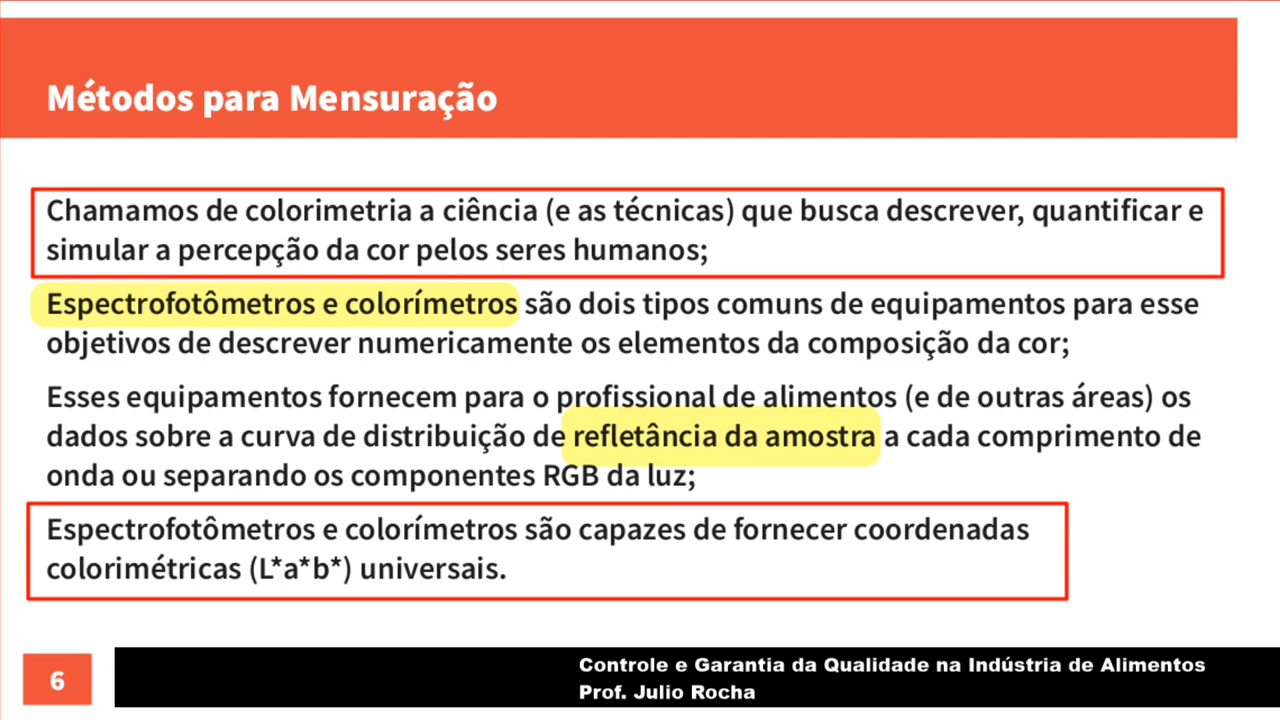 Métodos para Mensuração
Chamamos de colorimetria a ciência (e as técnicas) que busca descrever, quantificar e
simular a percepção da cor pelos seres humanos;
Espectrofotômetros e colorímetros são dois tipos comuns de equipamentos para esse
objetivos de descrever numericamente os elementos da composição da cor;
Esses equipamentos fornecem para o profissional de alimentos (e de outras áreas) os
dados sobre a curva de distribuição de refletância da amostra a cada comprimento de
onda ou separando os componentes RGB da luz;
Espectrofotômetros e colorímetros são capazes de fornecer coordenadas
colorimétricas (L*a*b*) universais.
6
Controle e Garantia da Qualidade na Indústria de Alimentos
Prof. Julio Rocha